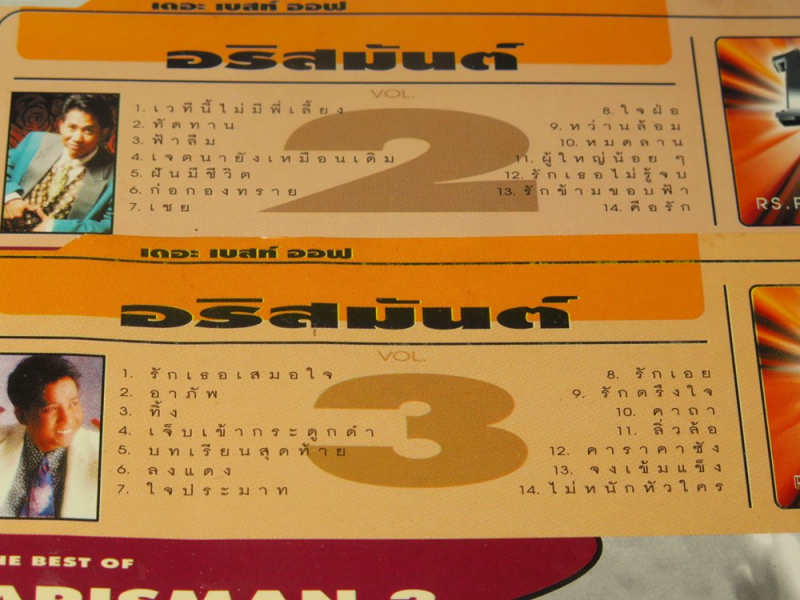 เดอะ เบสท์ ออฟ
อริสมันต์
VOL.
2
1. เวทีนี้ไม่มีพี่เลี้ยง
2. ทัดทาน
3. ฟ้าลืม
4. เจตนายังเหมือนเดิม
5. ฝันมีชีวิต
6. ก่อกองทราย
7. เชย
8. ใจฝ่อ
9. หว่านล้อม
10. หมดลาน
11. ผู้ใหญ่น้อย ๆ
12. รักเธอไม่รู้จบ
13. รักข้ามขอบฟ้า
14. คือรัก
เดอะ เบสท์ ออฟ
อริสมันต์
VOL.
3
1. รักเธอเสมอใจ
2. อาภัพ
3. ทิ้ง
4. เจ็บเข้ากระดูกดำ
5. บทเรียนสุดท้าย
6. ลงแดง
7. ใจประมาท
8. รักเอย
9. รักตรึงใจ
10. คาถา
11. ลิ่วล้อ
12. คาราคาซัง
13. จงเข้มแข็ง
14. ไม่หนักหัวใคร
BEST OF